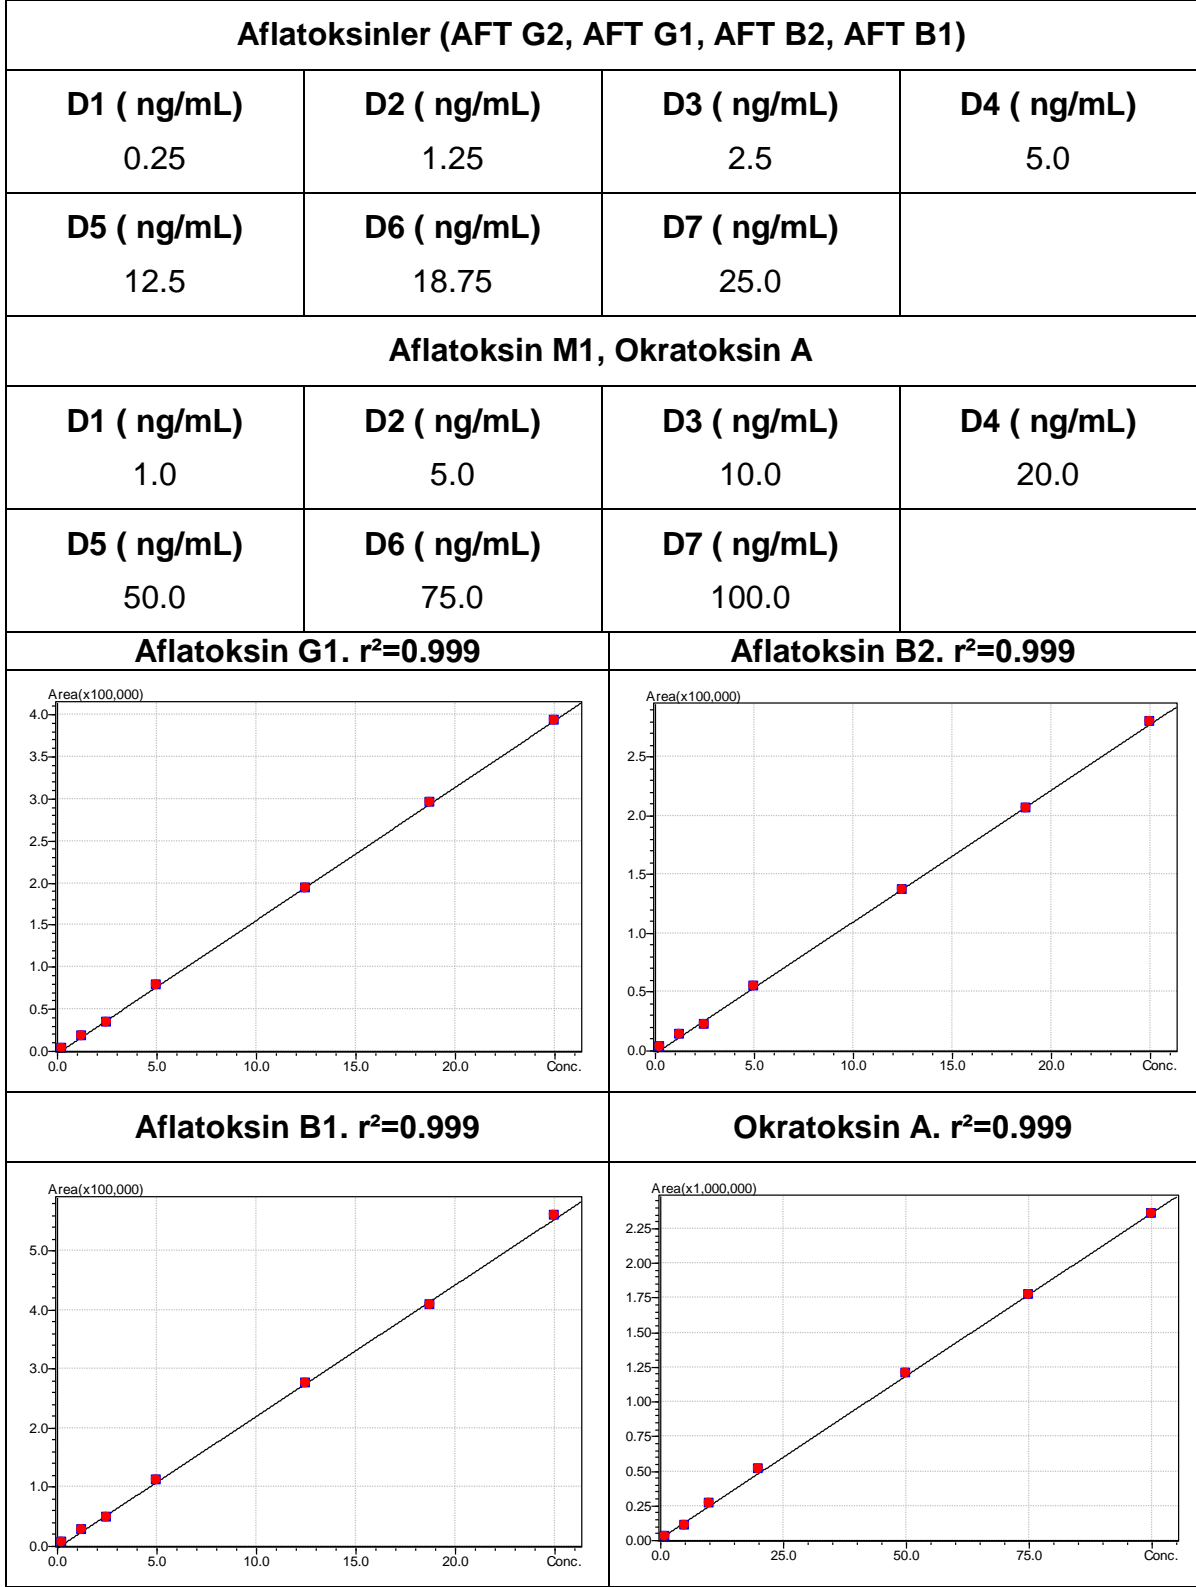 Aflatoksinler (AFT G2, AFT G1, AFT B2, AFT B1)
D1 ( ng/mL) D2 ( ng/mL) D3 ( ng/mL) D4 ( ng/mL)
0.25 1.25 2.5 5.0
D5 ( ng/mL) D6 ( ng/mL) D7 ( ng/mL)
12.5 18.75 25.0
Aflatoksin M1, Okratoksin A
D1 ( ng/mL) D2 ( ng/mL) D3 ( ng/mL) D4 ( ng/mL)
1.0 5.0 10.0 20.0
D5 ( ng/mL) D6 ( ng/mL) D7 ( ng/mL)
50.0 75.0 100.0
Aflatoksin G1. r²=0.999
Area(x100,000)
4.0
3.5
3.0
2.5
2.0
1.5
1.0
0.5
0.0
0.0 5.0 10.0 15.0 20.0 Conc.
Aflatoksin B2. r²=0.999
Area(x100,000)
2.5
2.0
1.5
1.0
0.5
0.0
0.0 5.0 10.0 15.0 20.0 Conc.
Aflatoksin B1. r²=0.999
Area(x100,000)
5.0
4.0
3.0
2.0
1.0
0.0
0.0 5.0 10.0 15.0 20.0 Conc.
Okratoksin A. r²=0.999
Area(x1,000,000)
2.25
2.00
1.75
1.50
1.25
1.00
0.75
0.50
0.25
0.00
0.0 25.0 50.0 75.0 Conc.